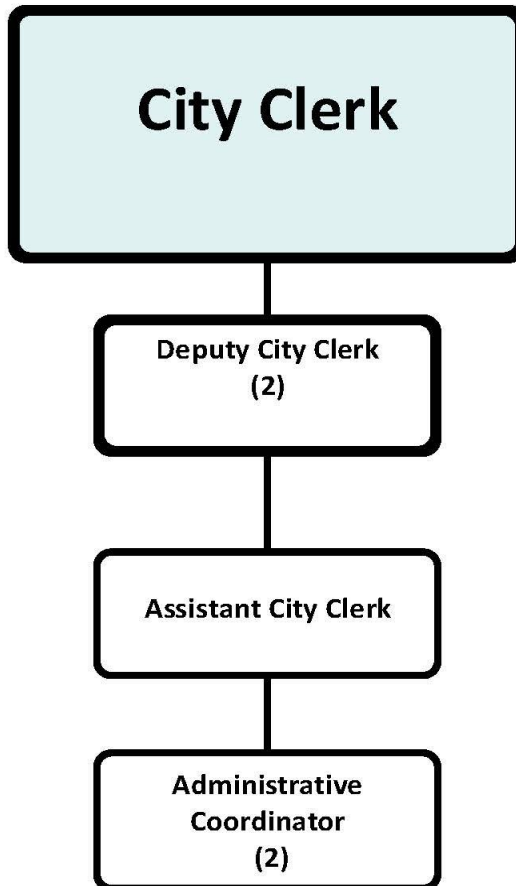 City Clerk
Deputy City Clerk
(2)
Assistant City Clerk
Administrative
Coordinator
(2)